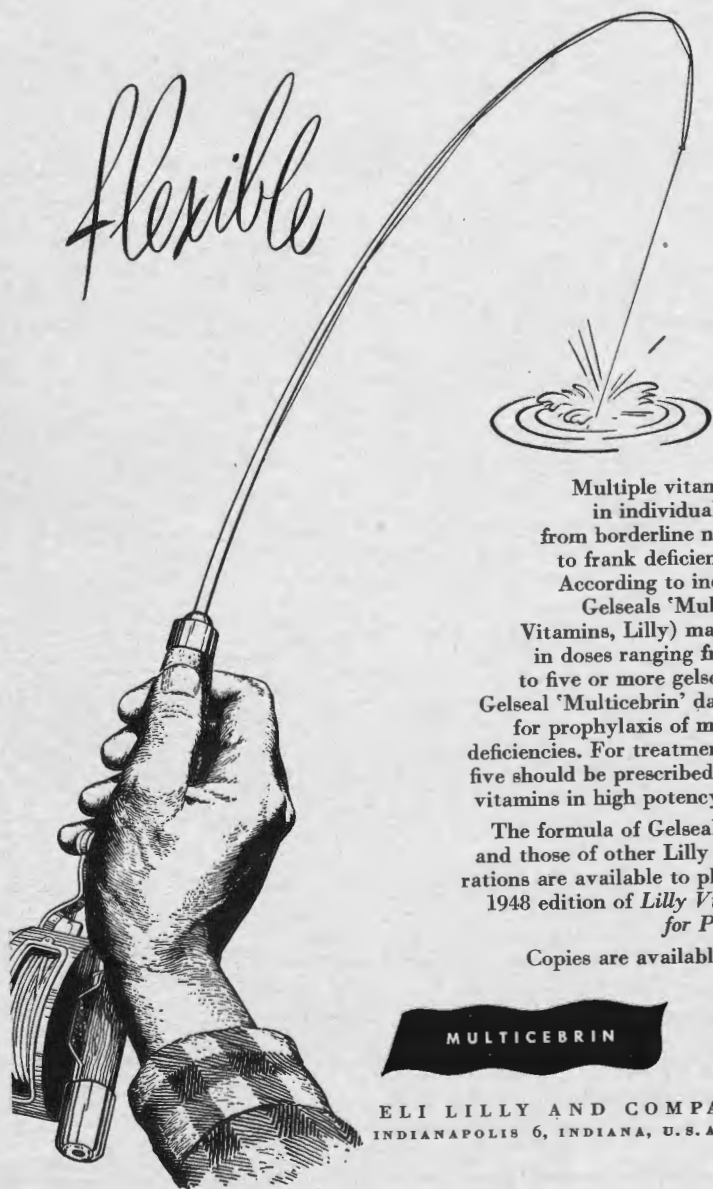 flexible
Multiple vitam
in individua
from borderline n
to frank deficien
According to in
Gelseals 'Mul
Vitamins, Lilly) ma
in doses ranging f
to five or more gelse
Gelseal 'Multicebrin' da
for prophylaxis of m
deficiencies. For treatmen
five should be prescribed
vitamins in high potency
The formula of Gelseal
and those of other Lilly
rations are available to pl
1948 edition of Lilly V
for P
Copies are availabl
MULTICEBRIN
ELI LILLY AND COMPA
INDIANAPOLIS 6, INDIANA, U.S.A